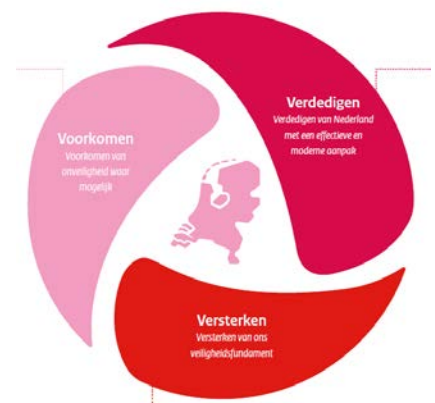 Verdedigen
Verdedigen van Nederland
met een effectieve en
moderne aanpak
Voorkomen
Voorkomen van
onveiligheid waar
mogelijk
Versterken
Versterken van ons
veiligheidsfundament